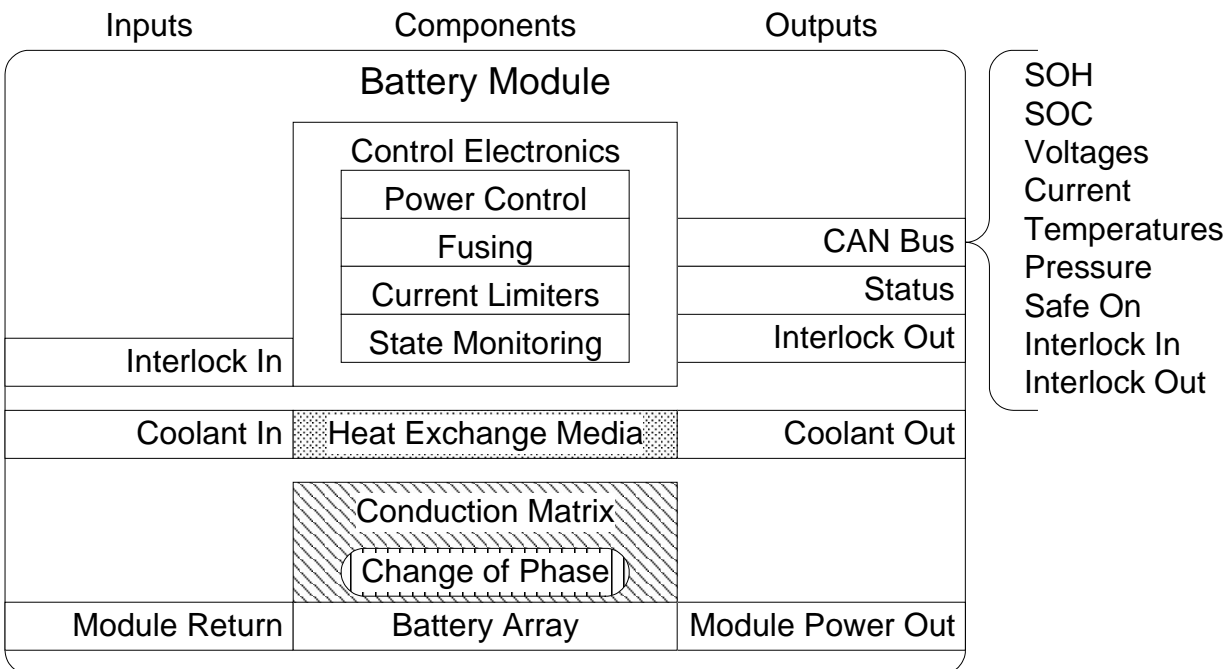 Inputs Components Outputs
Battery Module
Control Electronics
Power Control
Fusing
Current Limiters
State Monitoring
Interlock In
CAN Bus
Status
Interlock Out
SOH
SOC
Voltages
Current
Temperatures
Pressure
Safe On
Interlock In
Interlock Out
Coolant In Heat Exchange Media Coolant Out
Conduction Matrix
Change of Phase
Module Return Battery Array Module Power Out